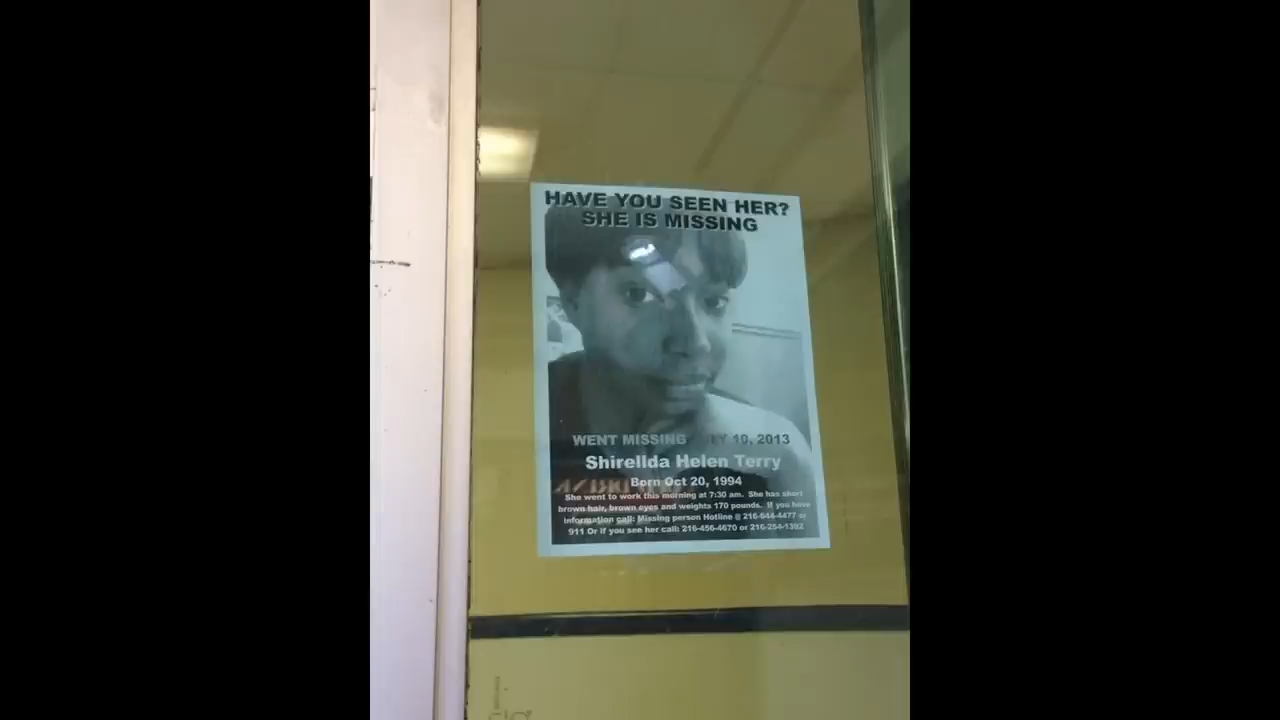 HAVE YOU SEEN HER?
SHE IS MISSING
WENT MISSING 10, 2013
Shirellda Helen Terry
Born Oct 20, 1994
She went to work this morning at 7:30 am. She has short
brown hair, brown eyes and weights 170 pounds. If you have
information call: Missing person Hotline @ 216-644-4477 or
911 Or if you see her call: 216-456-4670 or 216-254-1392